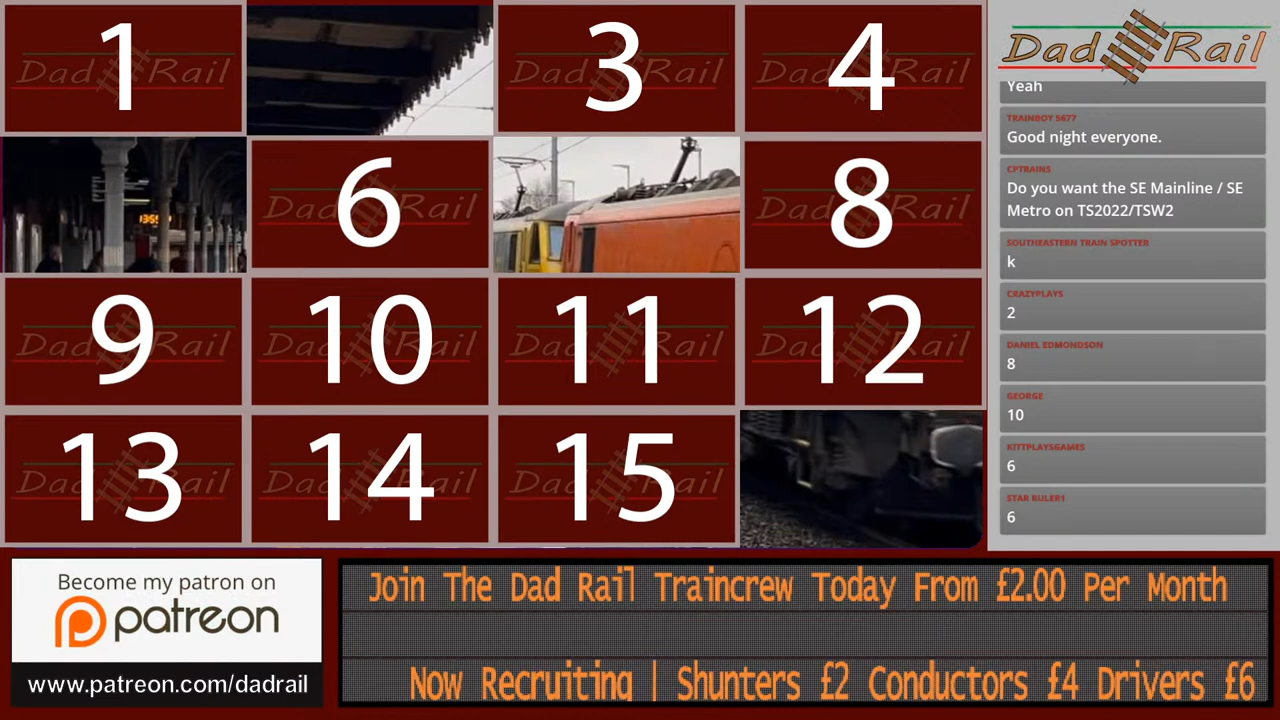 1
3
4
6
8
9
10
11
12
13
14
15
Dad Rail
Dad Rail
Dad Rail
Dad Rail
Dad Rail
Dad Rail
Dad Rail
Dad Rail
Dad Rail
Dad Rail
Dad Rail
Dad Rail
Dad Rail
Yeah
TRAINBOY 5677
Good night everyone.
CPTRAINS
Do you want the SE Mainline / SE
Metro on TS2022/TSW2
SOUTHEASTERN TRAIN SPOTTER
k
CRAZYPLAYS
2
DANIEL EDMONDSON
8
GEORGE
10
KITTPLAYSGAMES
6
STAR RULER1
6
Become my patron on
patreon
www.patreon.com/dadrail
Join The Dad Rail Traincrew Today From £2.00 Per Month
Now Recruiting | Shunters £2 Conductors £4 Drivers £6